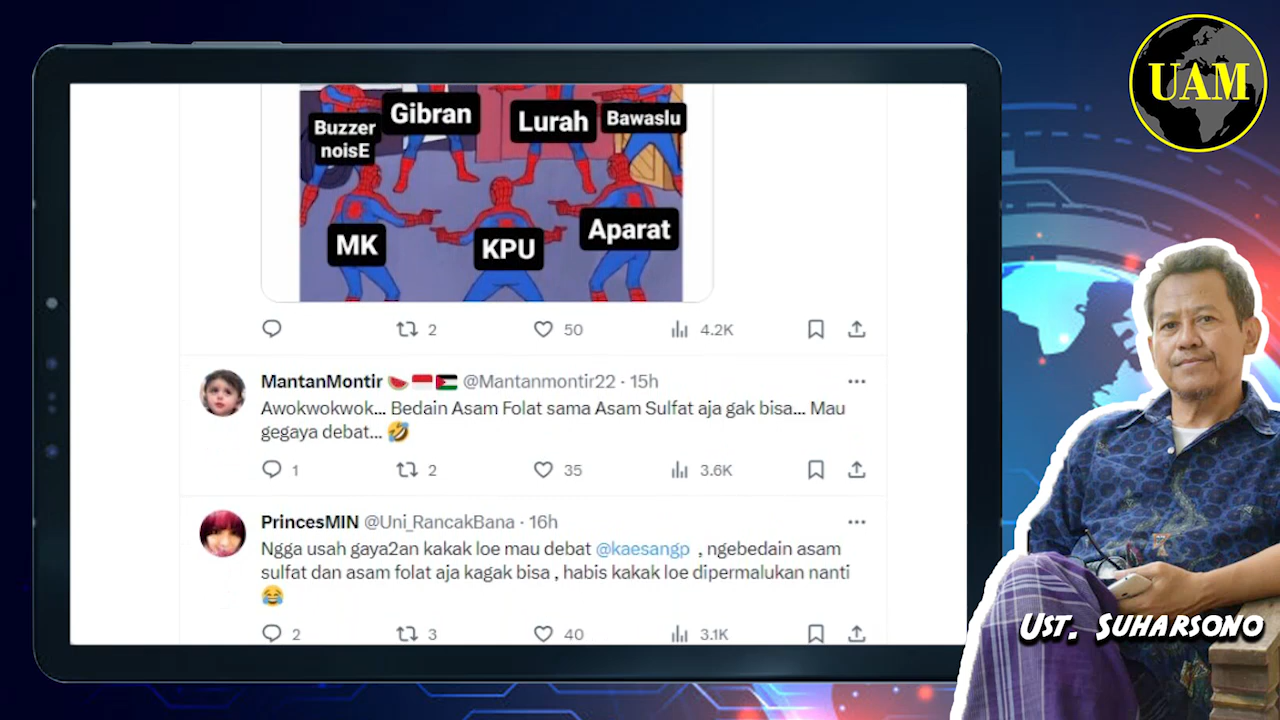 UAM
Gibran
Lurah
Bawaslu
Buzzer
noisE
MK
KPU
Aparat
2
50
4.2K
MantanMontir @Mantanmontir22 · 15h
Awokwokwok... Bedain Asam Folat sama Asam Sulfat aja gak bisa... Mau
gegaya debat...
1
2
35
3.6K
PrincesMIN @Uni_RancakBana · 16h
Ngga usah gaya2an kakak loe mau debat @kaesangp , ngebedain asam
sulfat dan asam folat aja kagak bisa , habis kakak loe dipermalukan nanti
2
3
40
3.1K
Ust. Suharsono